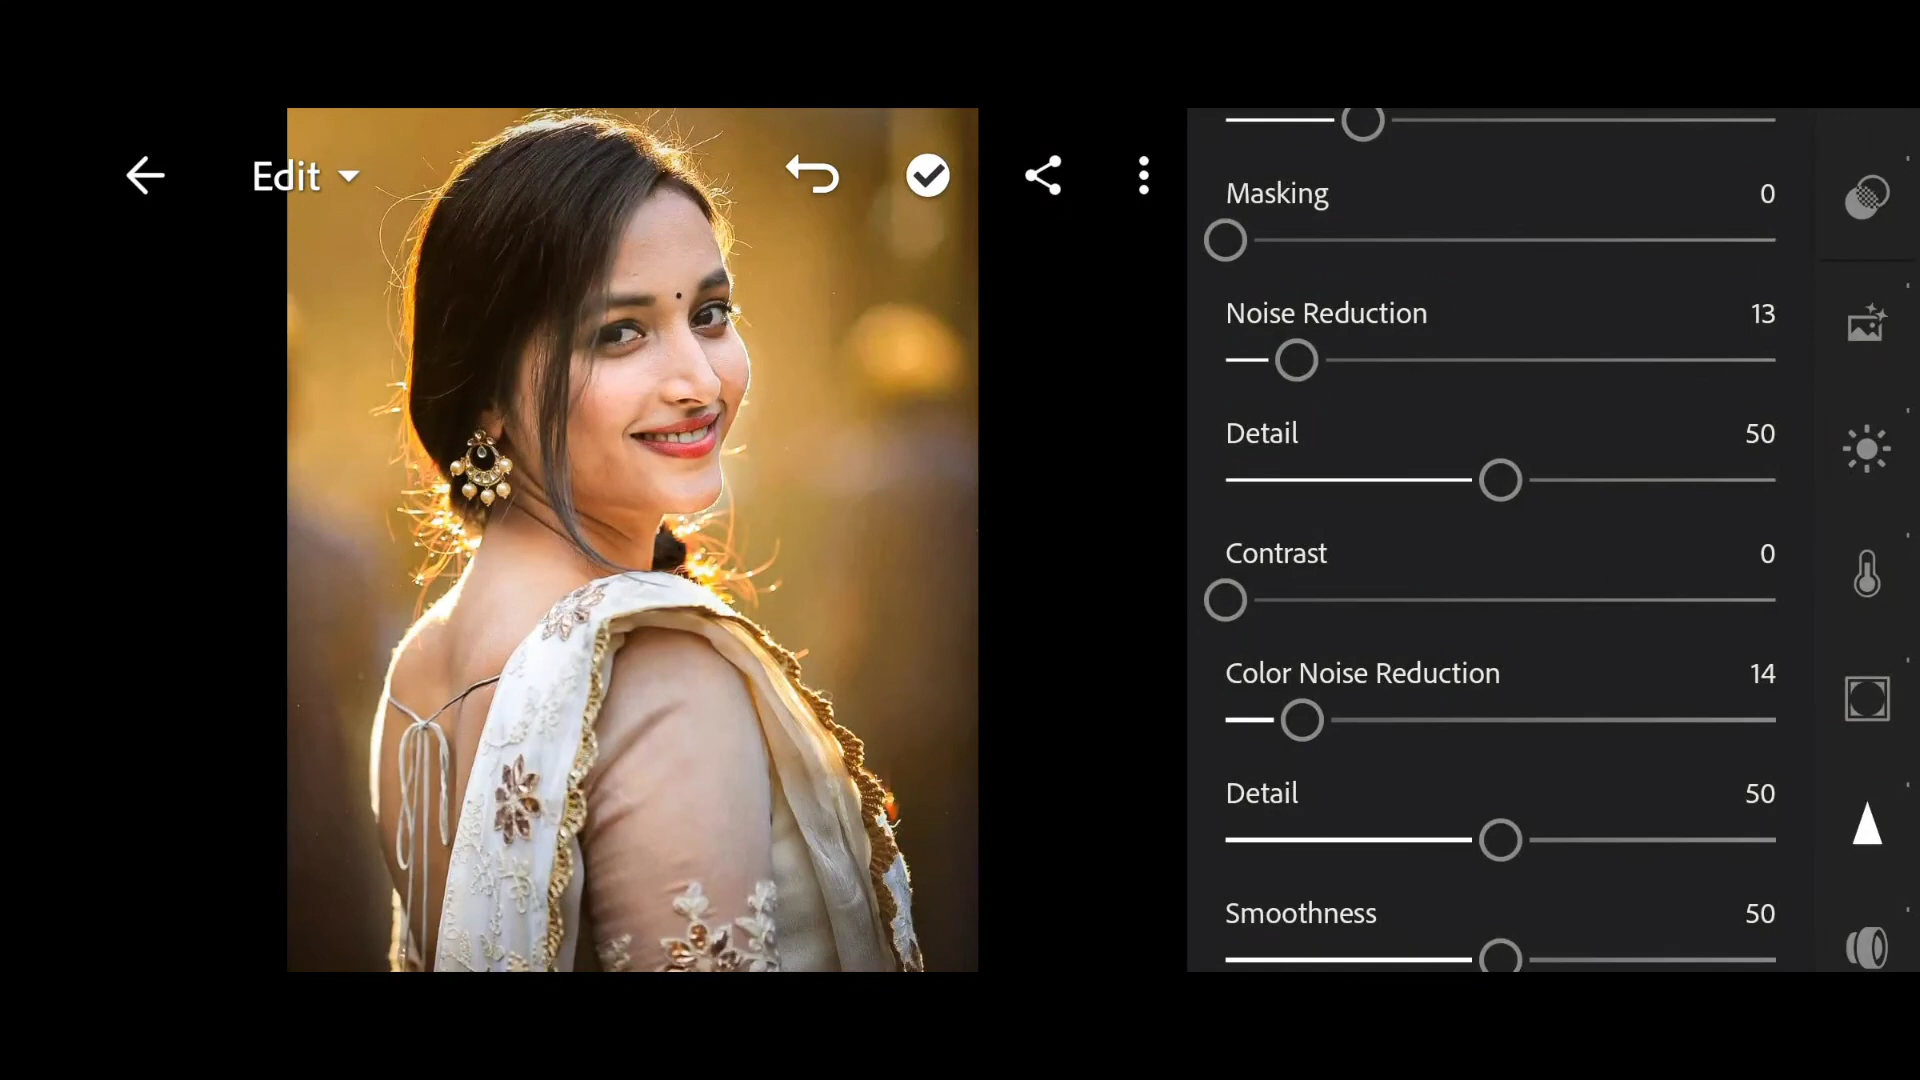 Edit
Masking 0
Noise Reduction 13
Detail 50
Contrast 0
Color Noise Reduction 14
Detail 50
Smoothness 50